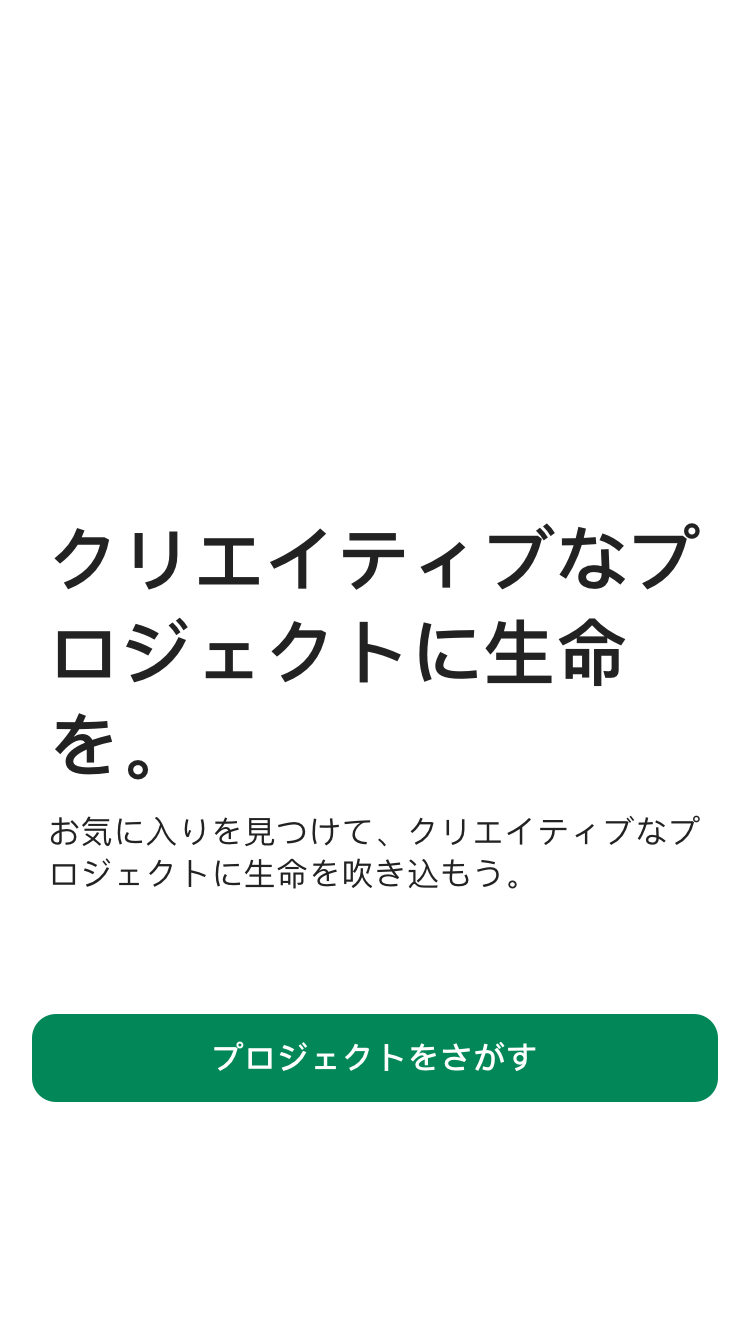 クリエイティブなプ
ロジェクトに生命
を。
お気に入りを見つけて、クリエイティブなプ
ロジェクトに生命を吹き込もう。
プロジェクトをさがす